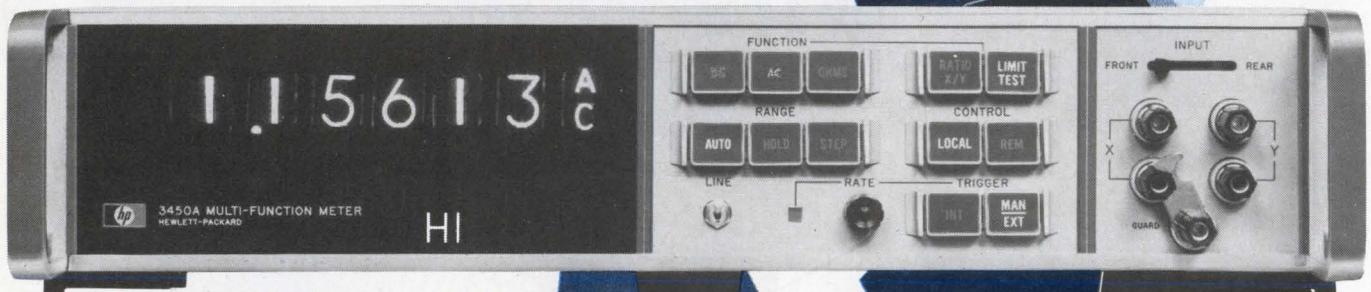 1.15613 AC
hp 3450A MULTI-FUNCTION METER
HEWLETT-PACKARD
HI
FUNCTION
DC AC OHMS RATIO X/Y LIMIT TEST
RANGE CONTROL
AUTO HOLD STEP LOCAL REM
LINE RATE TRIGGER
INT MAN EXT
INPUT
FRONT REAR
X Y
GUARD